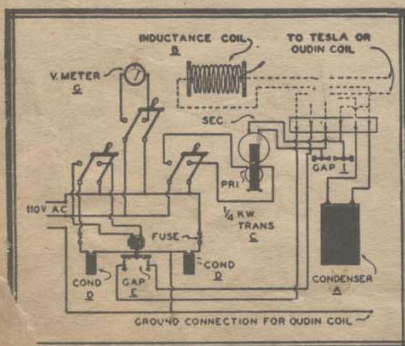 INDUCTANCE COIL
B
TO TESLA OR
OUDIN COIL
V. METER
G
SEC.
PRI
GAP I
110V AC
1/4 KW
TRANS
C
FUSE
COND
D
GAP
E
COND
D
CONDENSER
A
GROUND CONNECTION FOR OUDIN COIL